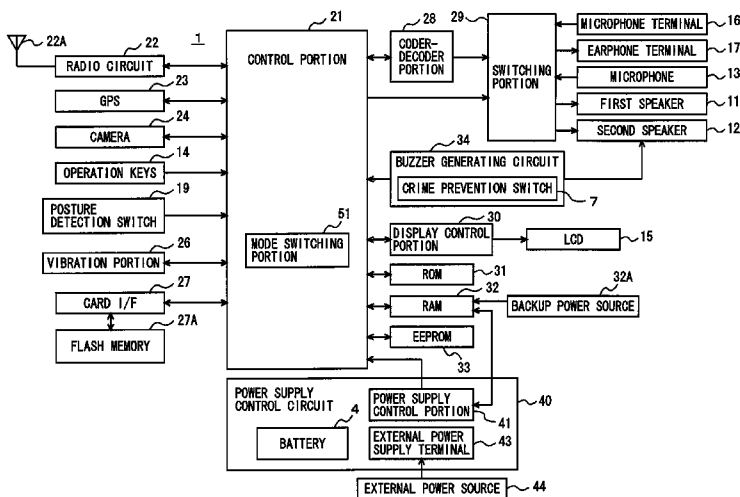 22A
1
22
RADIO CIRCUIT
23
GPS
24
CAMERA
14
OPERATION KEYS
19
POSTURE
DETECTION SWITCH
26
VIBRATION PORTION
27
CARD I/F
27A
FLASH MEMORY
21
CONTROL PORTION
51
MODE SWITCHING
PORTION
28
CODER-
DECODER
PORTION
29
SWITCHING
PORTION
MICROPHONE TERMINAL
16
EARPHONE TERMINAL
17
MICROPHONE
13
FIRST SPEAKER
11
SECOND SPEAKER
12
34
BUZZER GENERATING CIRCUIT
CRIME PREVENTION SWITCH
7
30
DISPLAY CONTROL
PORTION
LCD
15
ROM
31
32
RAM
32A
BACKUP POWER SOURCE
EEPROM
33
POWER SUPPLY
CONTROL CIRCUIT
40
4
BATTERY
POWER SUPPLY
CONTROL PORTION
41
EXTERNAL POWER
SUPPLY TERMINAL
43
EXTERNAL POWER SOURCE
44